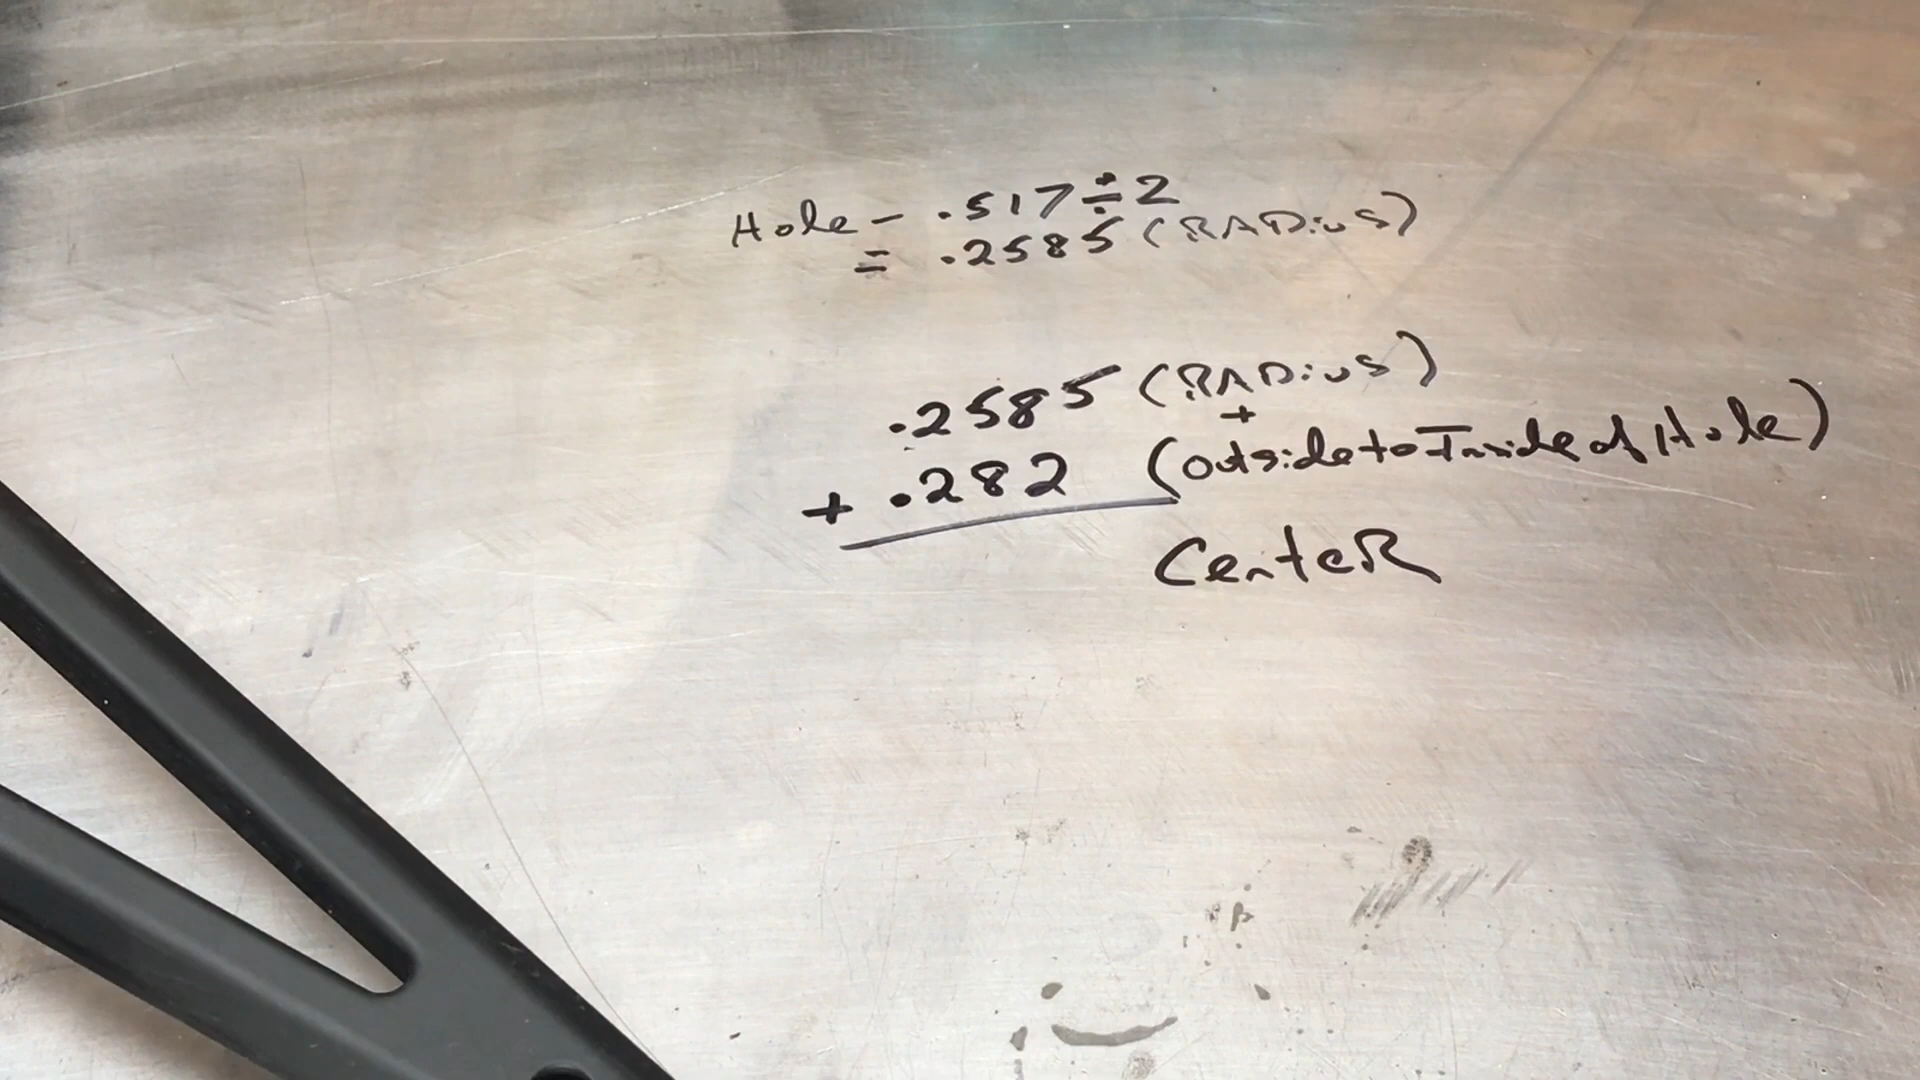 Hole - .517÷2
= .2585 (RADius)
.2585 (RADius)
+
+ .282 (outside to Inside of Hole)
CenteR